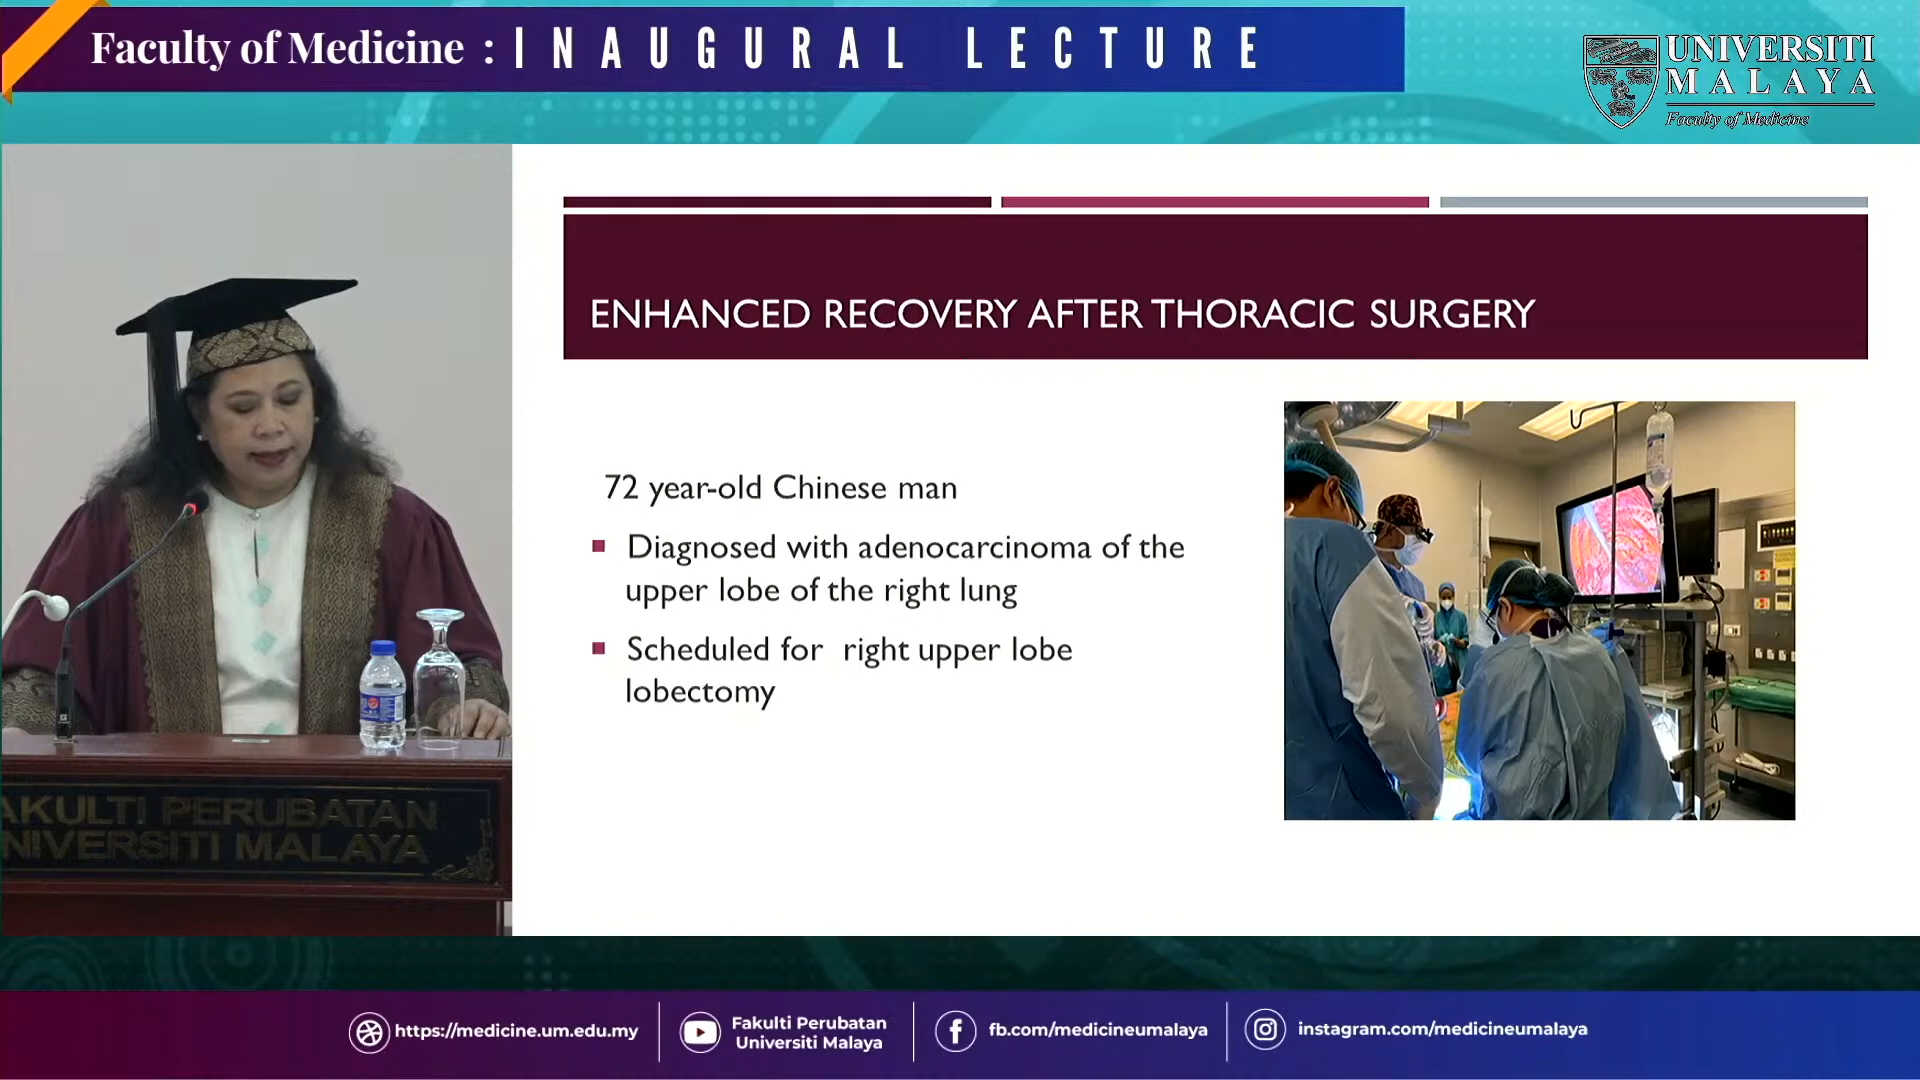 Faculty of Medicine : INAUGURAL LECTURE
UNIVERSITI
MALAYA
Faculty of Medicine
ENHANCED RECOVERY AFTER THORACIC SURGERY
72 year-old Chinese man
Diagnosed with adenocarcinoma of the
upper lobe of the right lung
Scheduled for right upper lobe
lobectomy
AKULTI PERUBATAN
NIVERSITI MALAYA
https://medicine.um.edu.my
Fakulti Perubatan
Universiti Malaya
fb.com/medicineumalaya
instagram.com/medicineumalaya